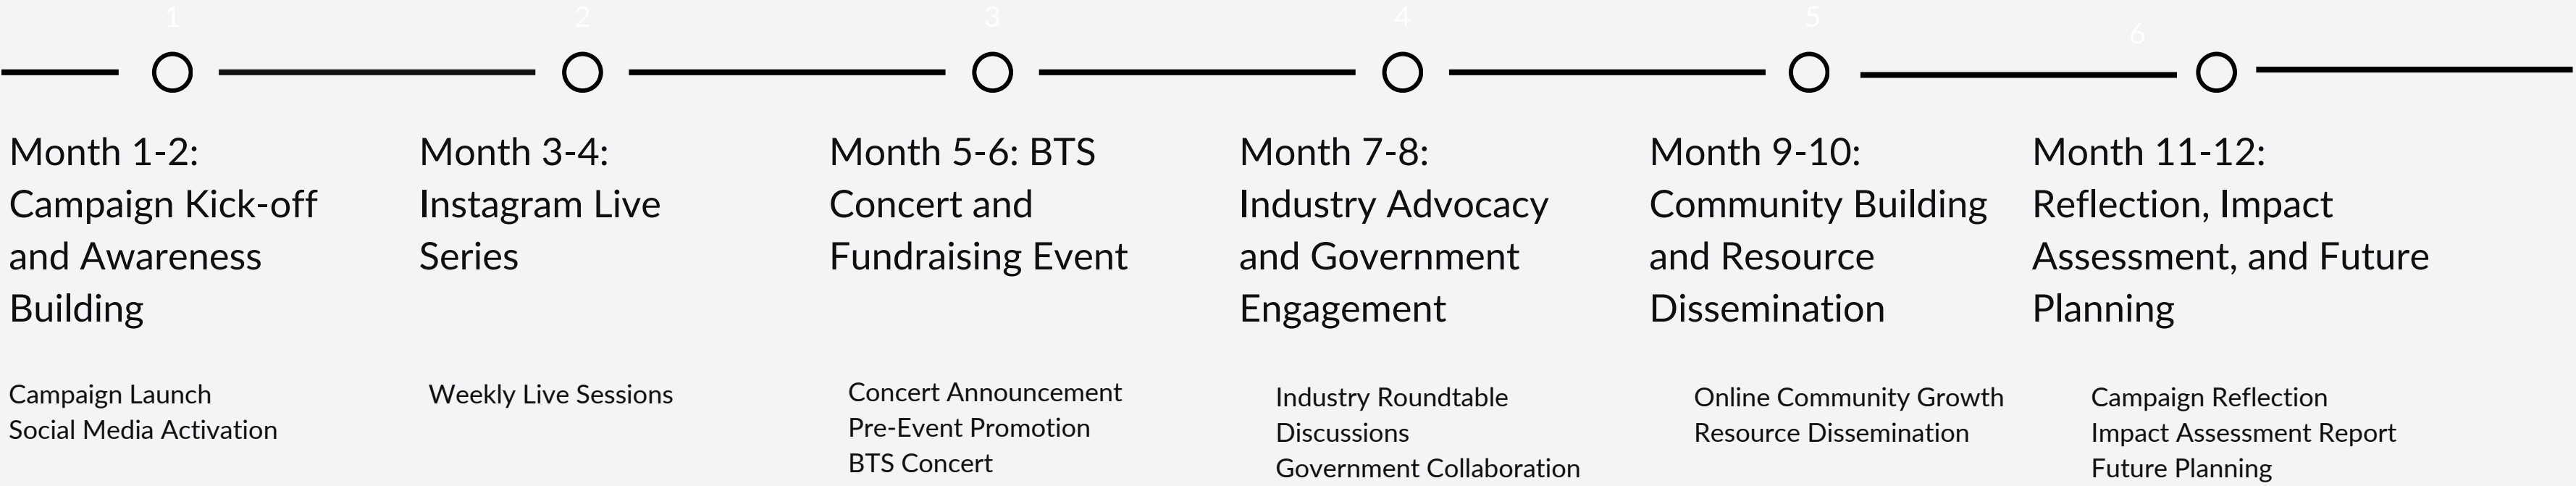 1
2
3
4
5
6
Month 1-2:
Campaign Kick-off
and Awareness
Building
Month 3-4:
Instagram Live
Series
Month 5-6: BTS
Concert and
Fundraising Event
Month 7-8:
Industry Advocacy
and Government
Engagement
Month 9-10:
Community Building
and Resource
Dissemination
Month 11-12:
Reflection, Impact
Assessment, and Future
Planning
Campaign Launch
Social Media Activation
Weekly Live Sessions
Concert Announcement
Pre-Event Promotion
BTS Concert
Industry Roundtable
Discussions
Government Collaboration
Online Community Growth
Resource Dissemination
Campaign Reflection
Impact Assessment Report
Future Planning